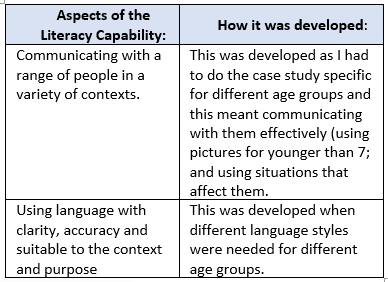 Aspects of the
Literacy Capability:
How it was developed:
Communicating with a
range of people in a
variety of contexts.
This was developed as I had
to do the case study specific
for different age groups and
this meant communicating
with them effectively (using
pictures for younger than 7;
and using situations that
affect them.
Using language with
clarity, accuracy and
suitable to the context
and purpose
This was developed when
different language styles
were needed for different
age groups.